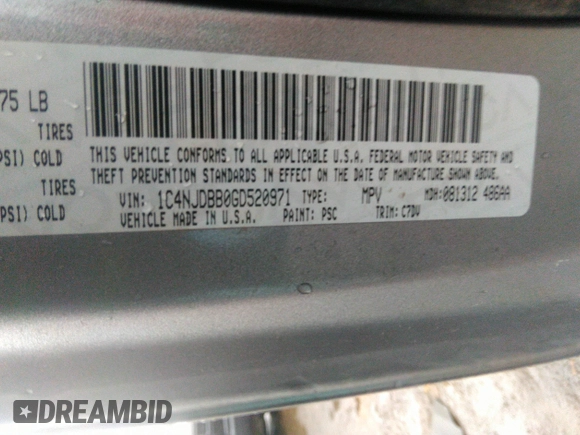 75 LB
TIRES
PSI) COLD
TIRES
PSI) COLD
THIS VEHICLE CONFORMS TO ALL APPLICABLE U.S.A. FEDERAL MOTOR VEHICLE SAFETY AND
THEFT PREVENTION STANDARDS IN EFFECT ON THE DATE OF MANUFACTURE SHOWN ABOVE.
VIN: 1C4NJDBB0GD520971 TYPE: MPV MDH:081312 486AA
VEHICLE MADE IN U.S.A. PAINT: PSC TRIM: C7DV
DREAMBID